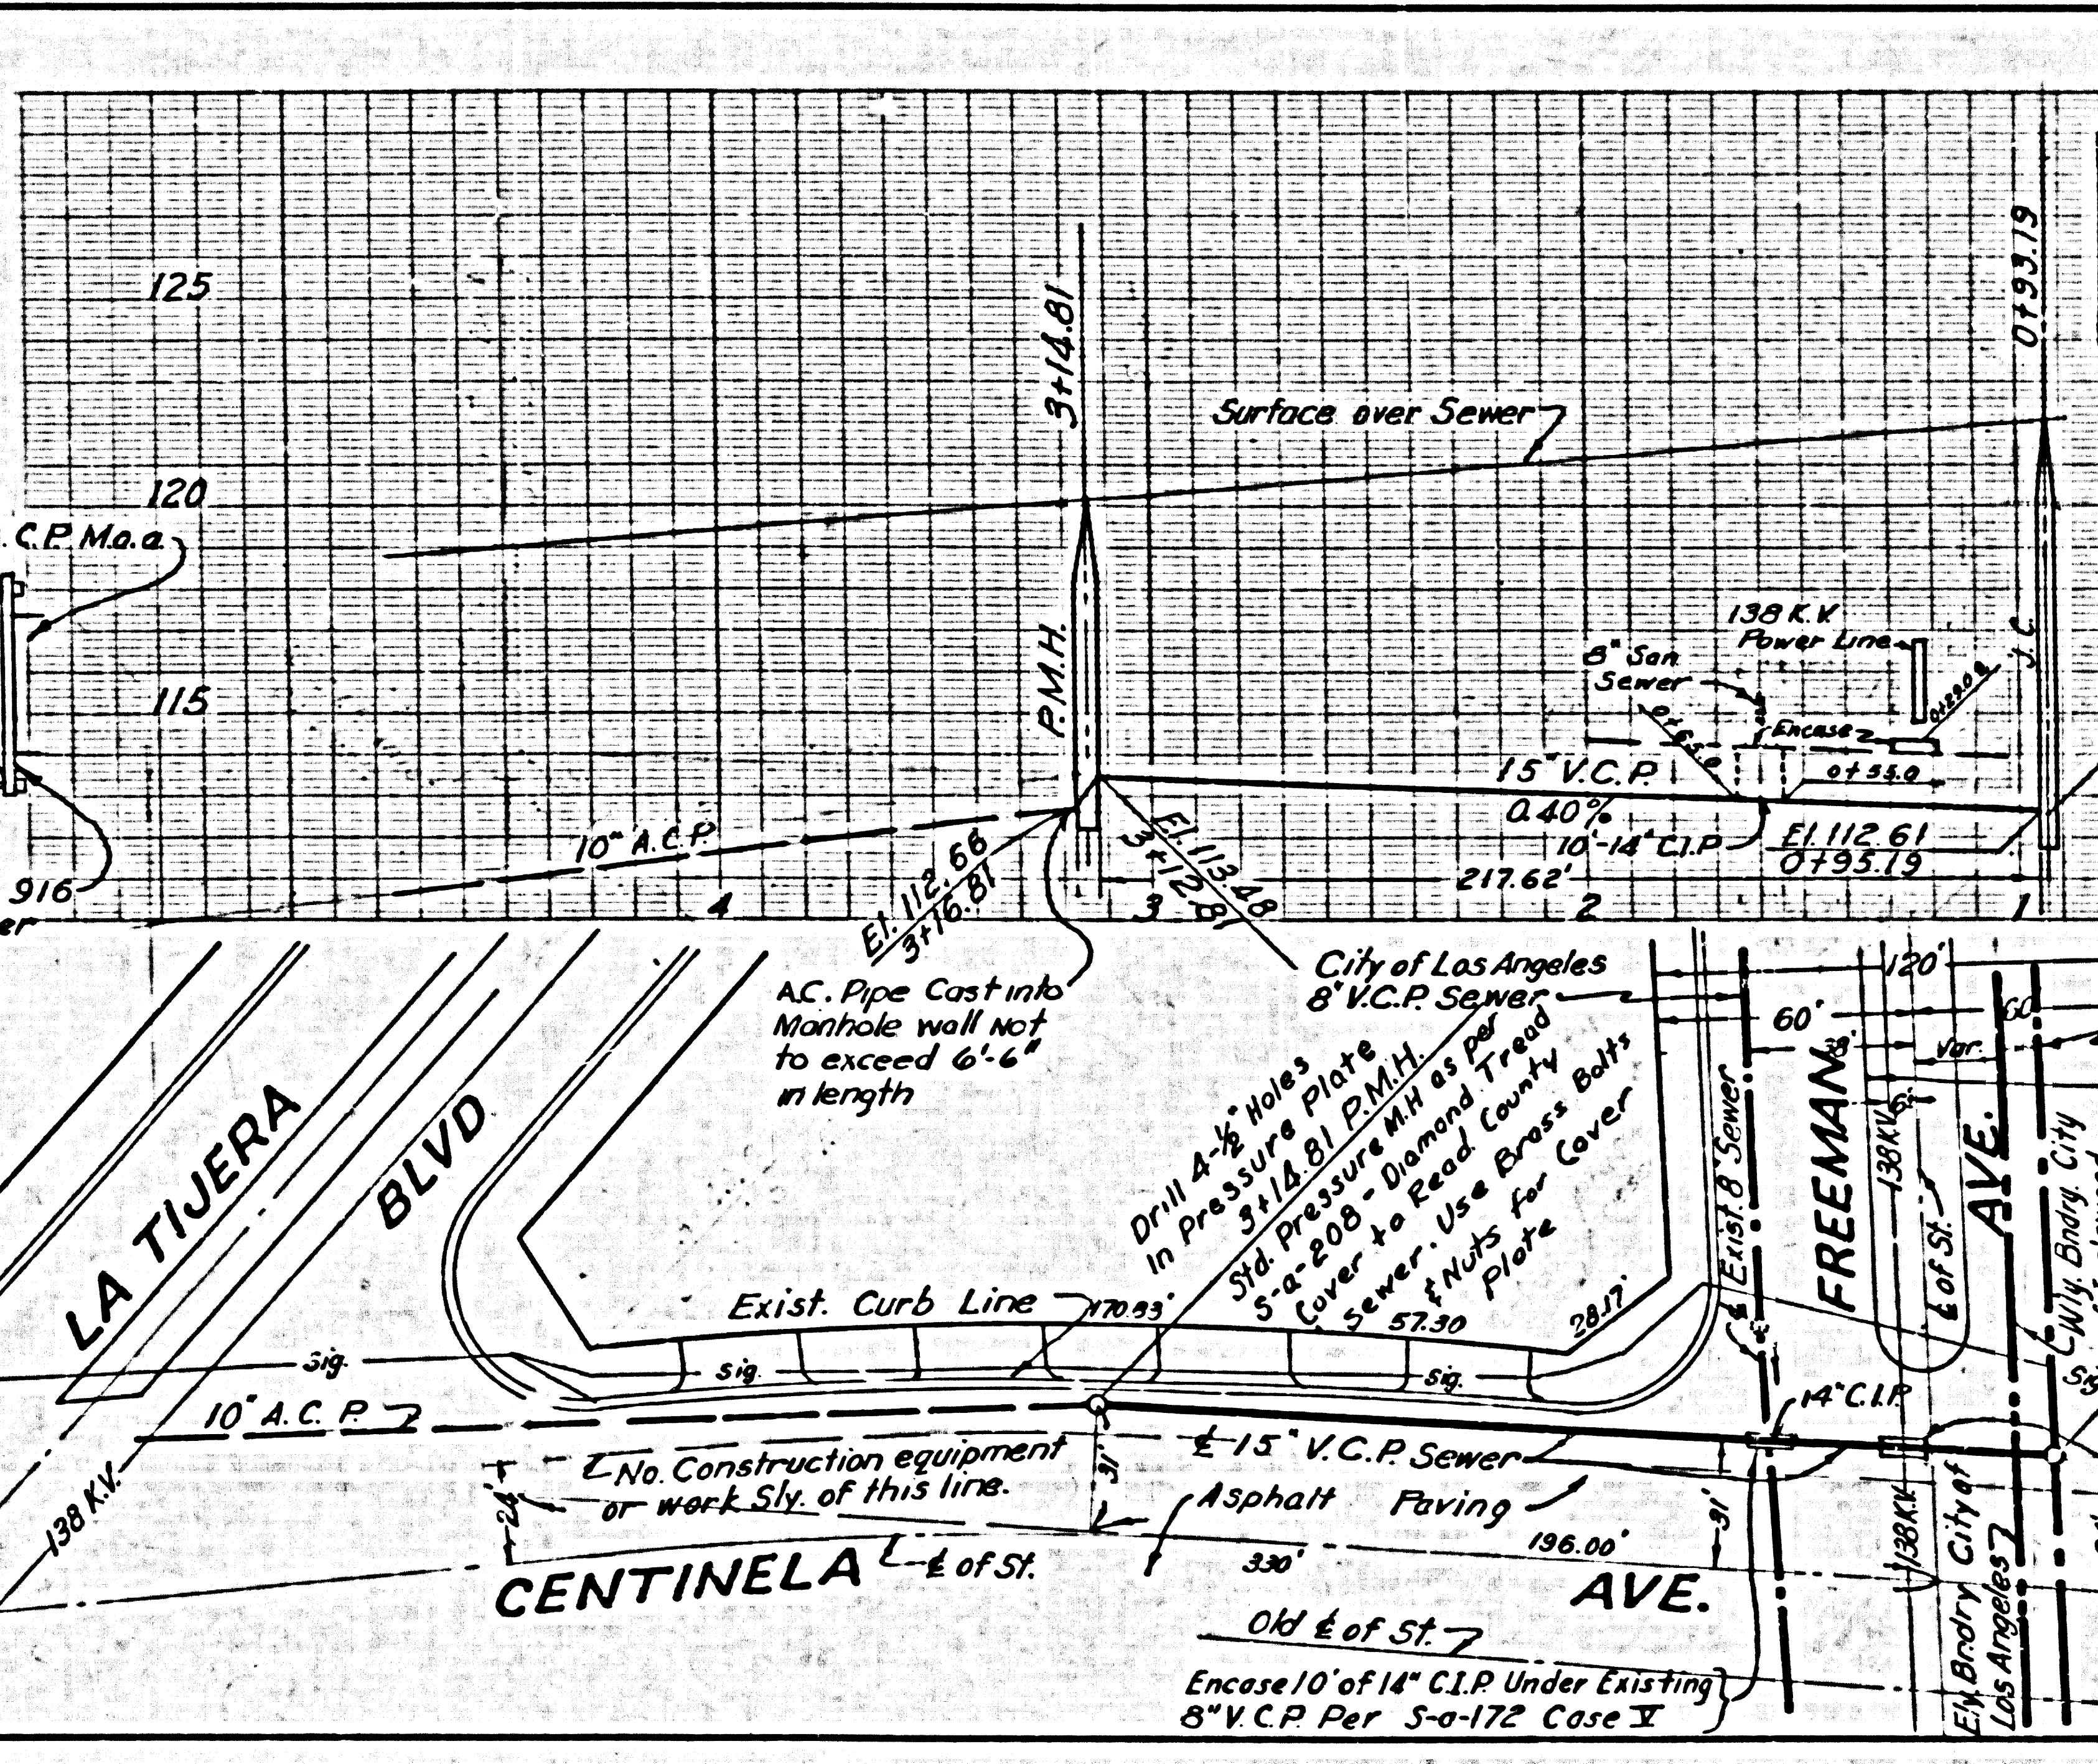 125
120
115
. C.P. M.a.a.
916
er
3+14.81
P.M.H.
0+93.19
J.C.
Surface over Sewer
138 K.V.
Power Line
8" San
Sewer
Encase
0+65.0
0+55.0
15" V.C.P.
0.40%
10'-14" C.I.P.
El. 112.61
0+95.19
217.62'
10" A.C.P.
El. 112.66
3+16.81
El. 113.48
3+12.81
4
3
2
1
A.C. Pipe Cast into
Manhole wall Not
to exceed 6'-6"
in length
City of Los Angeles
8" V.C.P. Sewer
120'
60'
60
Var.
Drill 4-½" Holes
In Pressure Plate
3+14.81 P.M.H.
Std. Pressure M.H as per
S-a-208 - Diamond Tread
Cover to Read County
Sewer. Use Brass Bolts
& Nuts for Cover
Plate
LA TIJERA
BLVD
Exist. Curb Line
170.93'
57.30
28.17'
℄ Exist. 8" Sewer
FREEMAN
AVE.
138 KV.
6'
℄ of St.
Wly. Bndry. City
sig.
sig.
sig.
10" A. C. P.
14" C.I.P.
No. Construction equipment
or work Sly. of this line.
24'
31'
℄ 15" V.C.P. Sewer
Asphalt Paving
31'
138 K.V.
138 KV.
CENTINELA
℄ of St.
330'
196.00'
AVE.
Old ℄ of St.
Ely. Bndry City of
Los Angeles
Encase 10' of 14" C.I.P. Under Existing
8" V.C.P. Per S-a-172 Case V